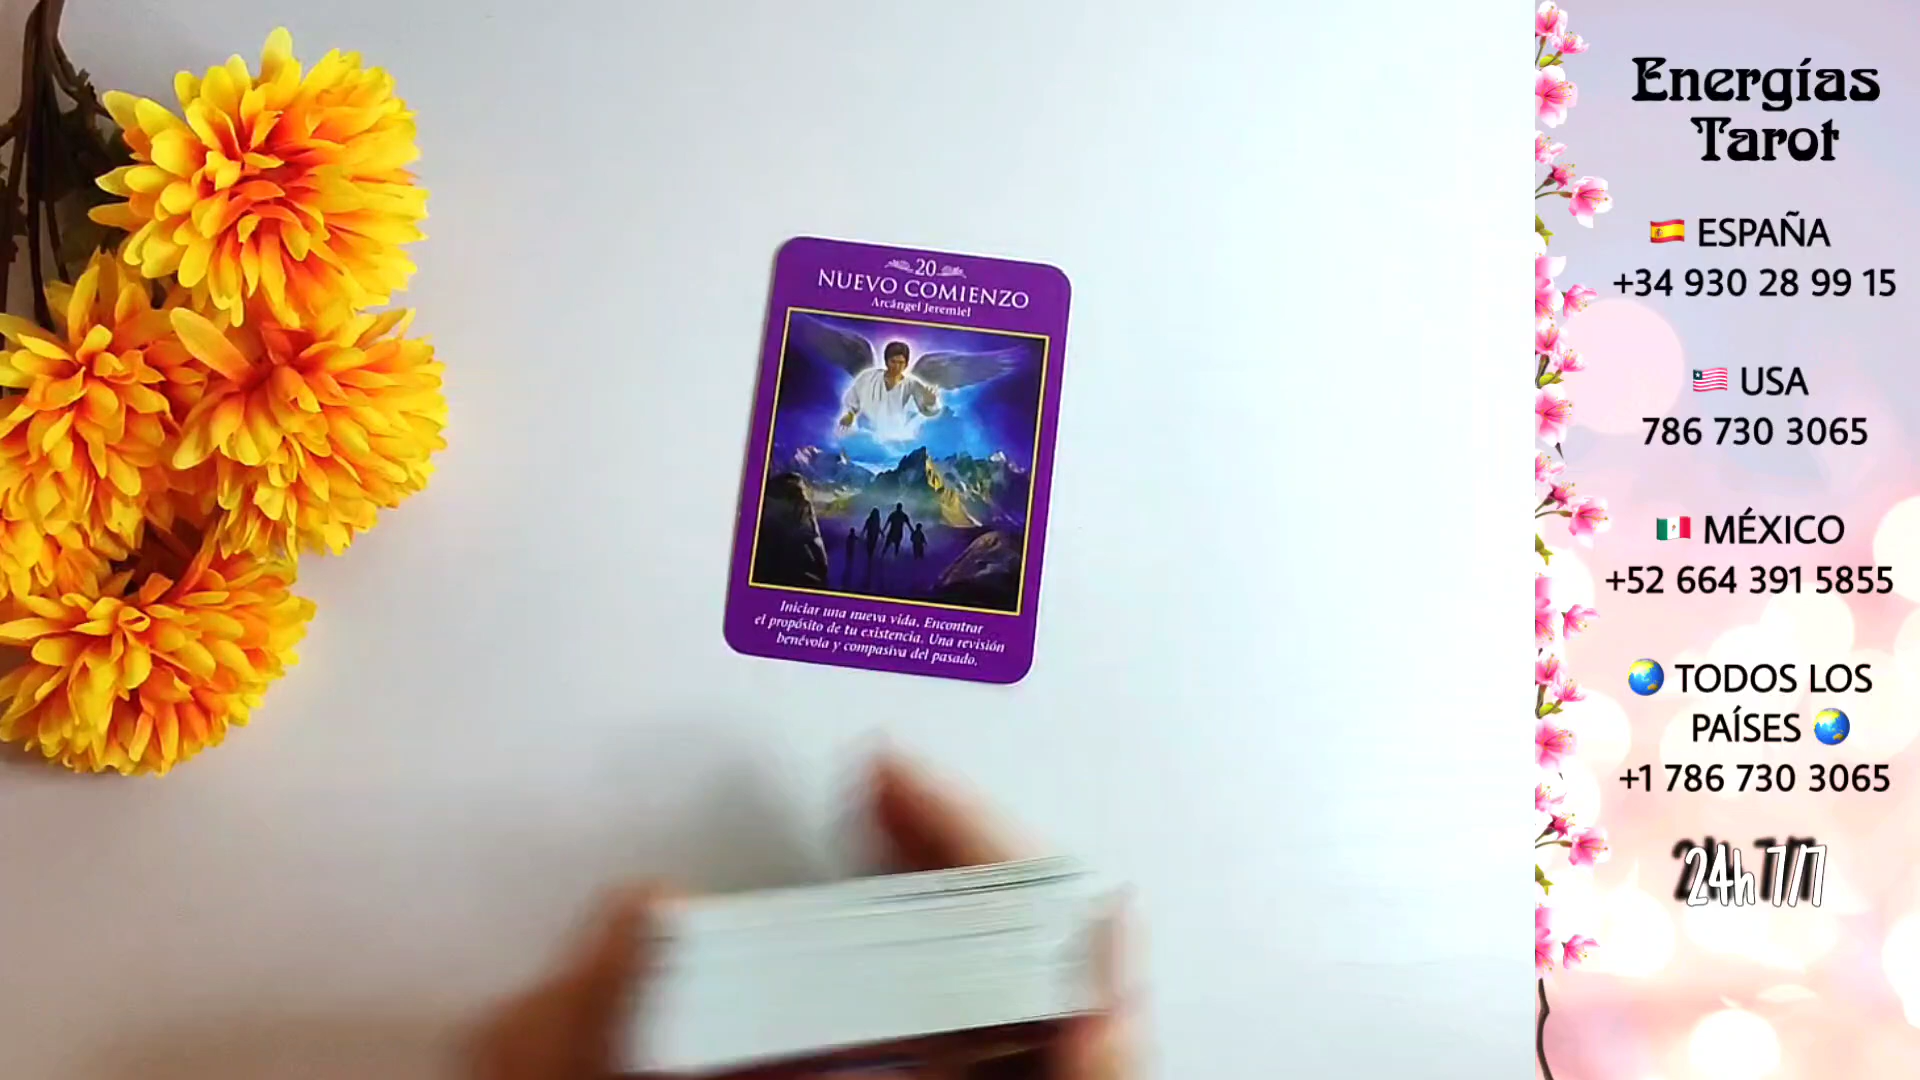 20
NUEVO COMIENZO
Arcángel Jeremiel
Iniciar una nueva vida. Encontrar
el propósito de tu existencia. Una revisión
benévola y compasiva del pasado.
Energías
Tarot
ESPAÑA
+34 930 28 99 15
USA
786 730 3065
MÉXICO
+52 664 391 5855
TODOS LOS
PAÍSES
+1 786 730 3065
24h 7/7